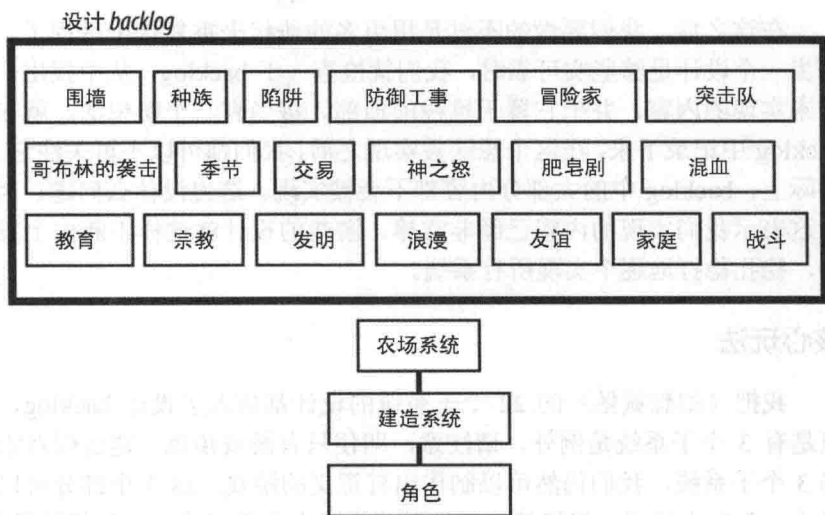 设计 backlog
围墙 种族 陷阱 防御工事 冒险家 突击队
哥布林的袭击 季节 交易 神之怒 肥皂剧 混血
教育 宗教 发明 浪漫 友谊 家庭 战斗
农场系统
建造系统
角色